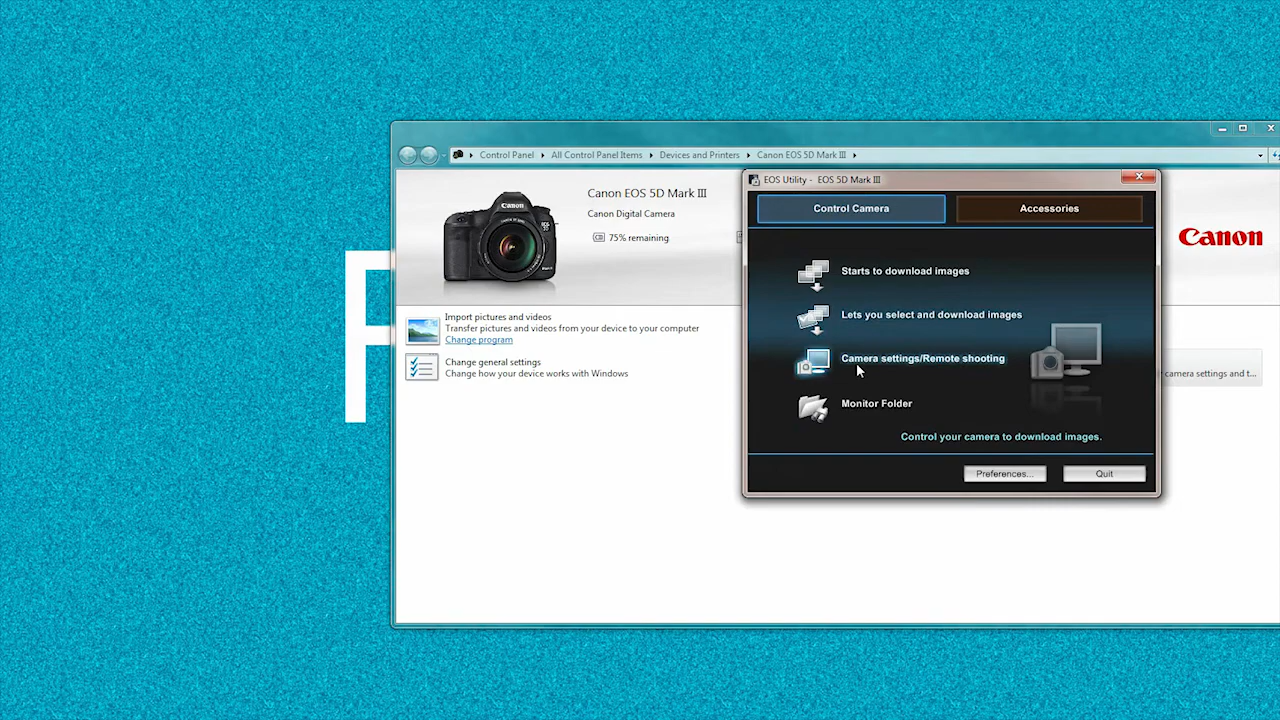 Control Panel
All Control Panel Items
Devices and Printers
Canon EOS 5D Mark III
Canon EOS 5D Mark III
Canon Digital Camera
75% remaining
Canon
Canon
Import pictures and videos
Transfer pictures and videos from your device to your computer
Change program
Change general settings
Change how your device works with Windows
camera settings and t...
EOS Utility - EOS 5D Mark III
Control Camera
Accessories
Starts to download images
Lets you select and download images
Camera settings/Remote shooting
Monitor Folder
Control your camera to download images.
Preferences...
Quit